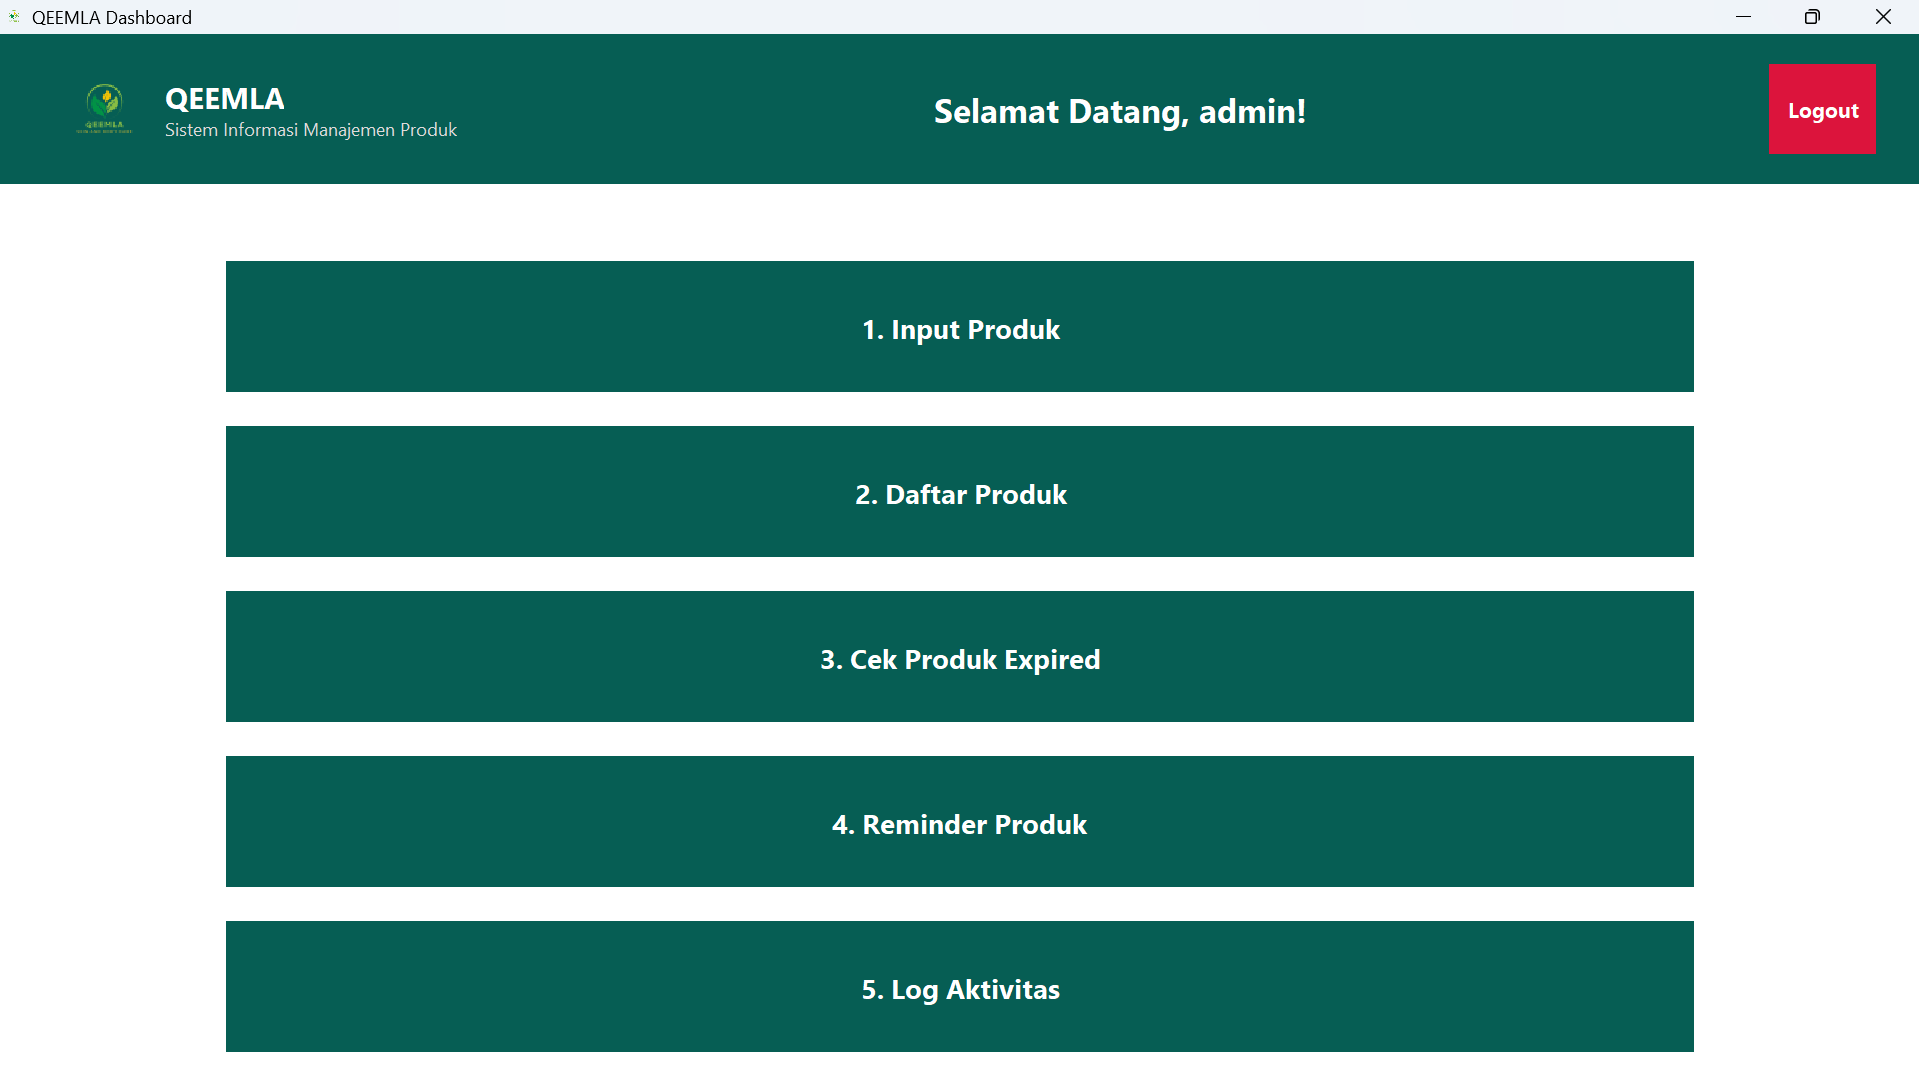 QEEMLA Dashboard
QEEMLA
QEEMLA
Sistem Informasi Manajemen Produk
Selamat Datang, admin!
Logout
1. Input Produk
2. Daftar Produk
3. Cek Produk Expired
4. Reminder Produk
5. Log Aktivitas